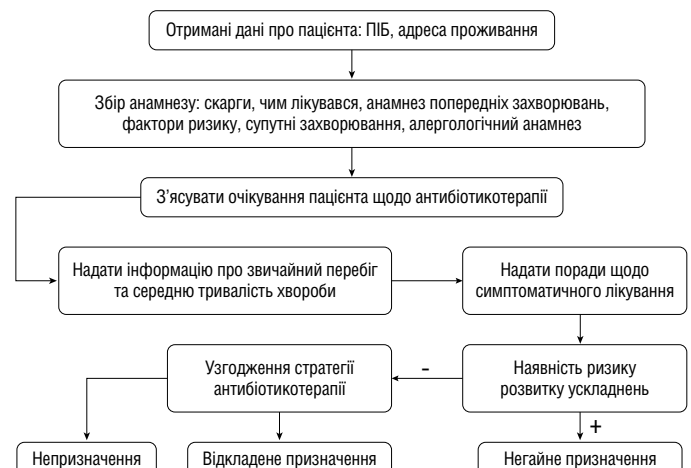 Отримані дані про пацієнта: ПІБ, адреса проживання
Збір анамнезу: скарги, чим лікувався, анамнез попередніх захворювань,
фактори ризику, супутні захворювання, алергологічний анамнез
З'ясувати очікування пацієнта щодо антибіотикотерапії
Надати інформацію про звичайний перебіг
та середню тривалість хвороби
Надати поради щодо
симптоматичного лікування
Узгодження стратегії
антибіотикотерапії
-
Наявність ризику
розвитку ускладнень
+
Непризначення
Відкладене призначення
Негайне призначення